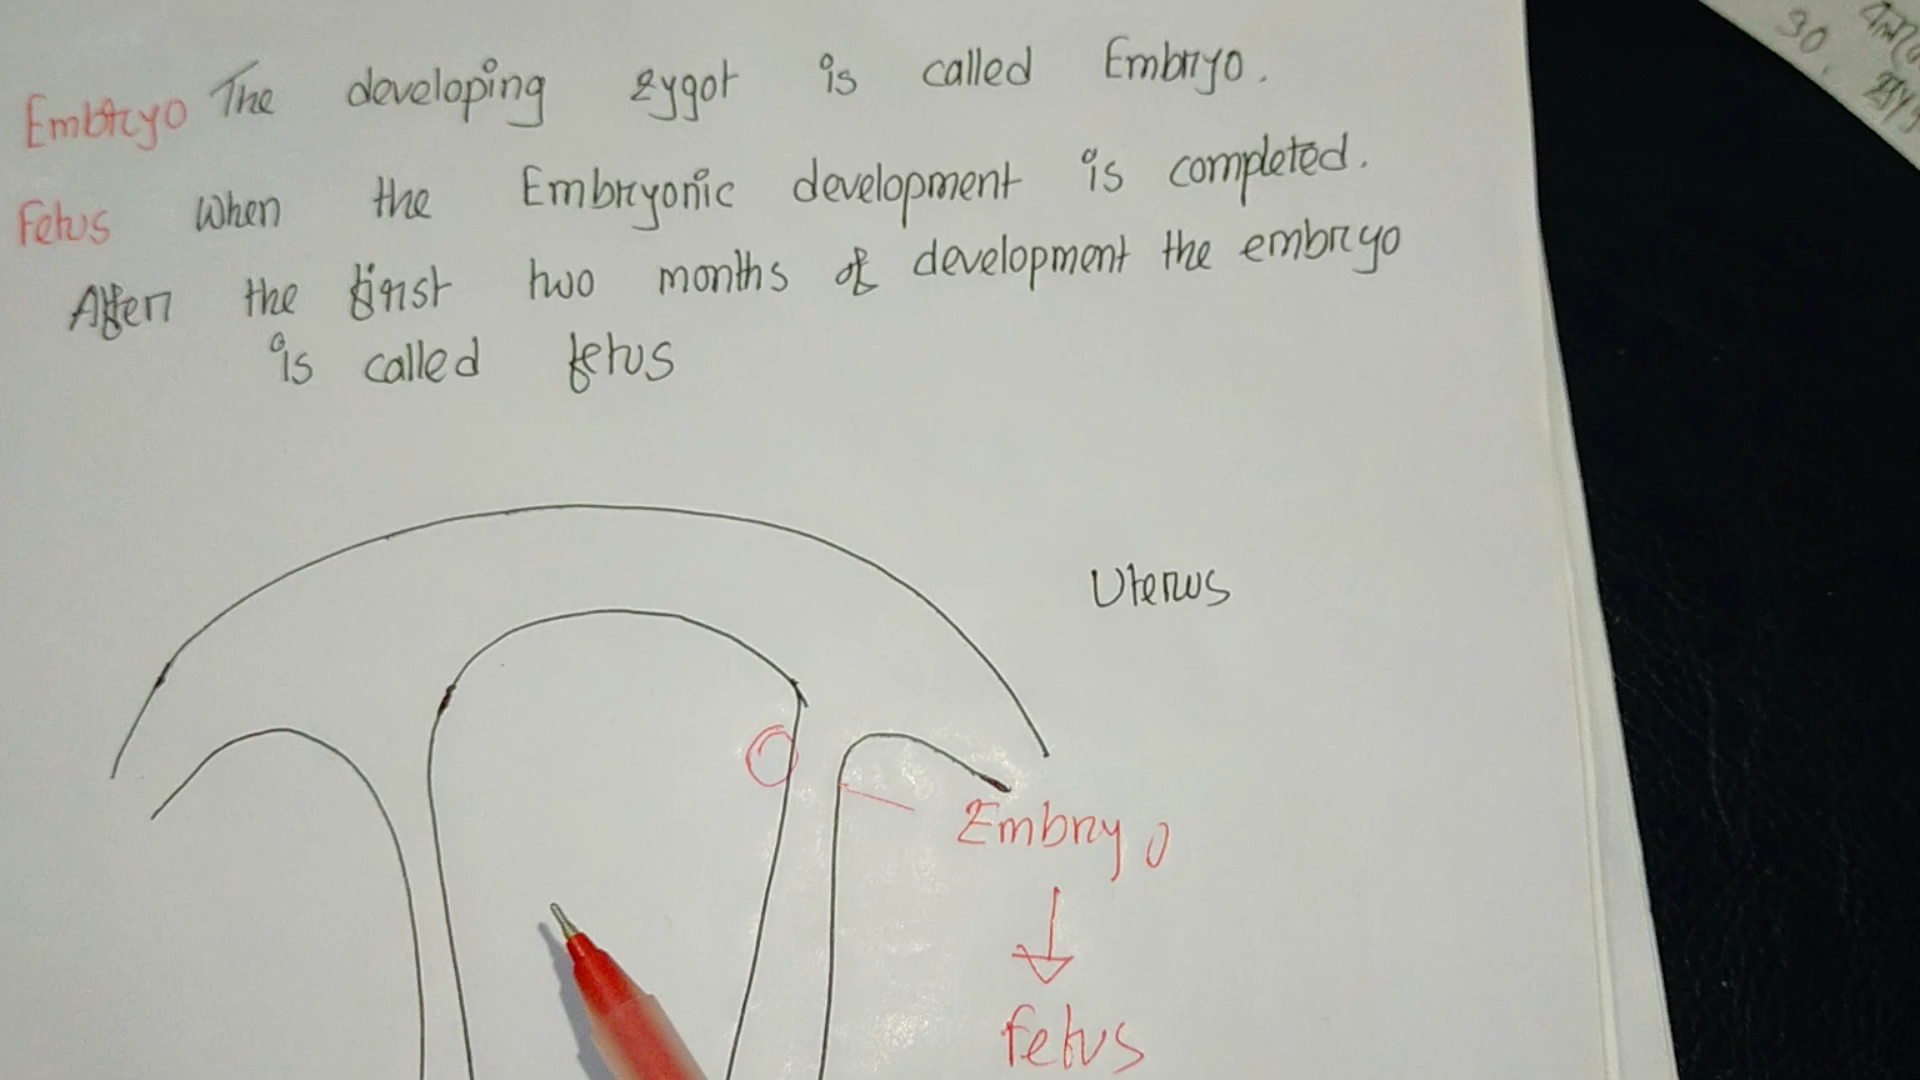 Embryo The developing zygot is called Embryo.
Fetus When the Embryonic development is completed.
After the first two months of development the embryo
is called fetus
Uterus
Embryo
Fetus
30.